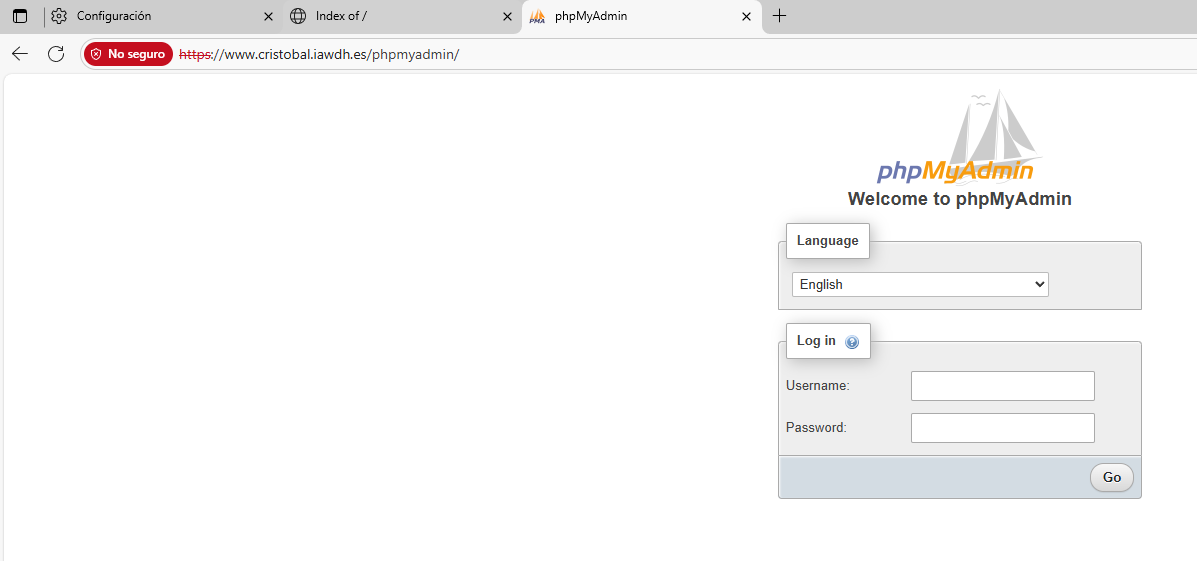 Configuración
Index of /
phpMyAdmin
No seguro https://www.cristobal.iawdh.es/phpmyadmin/
phpMyAdmin
Welcome to phpMyAdmin
Language
English
Log in
Username:
Password:
Go